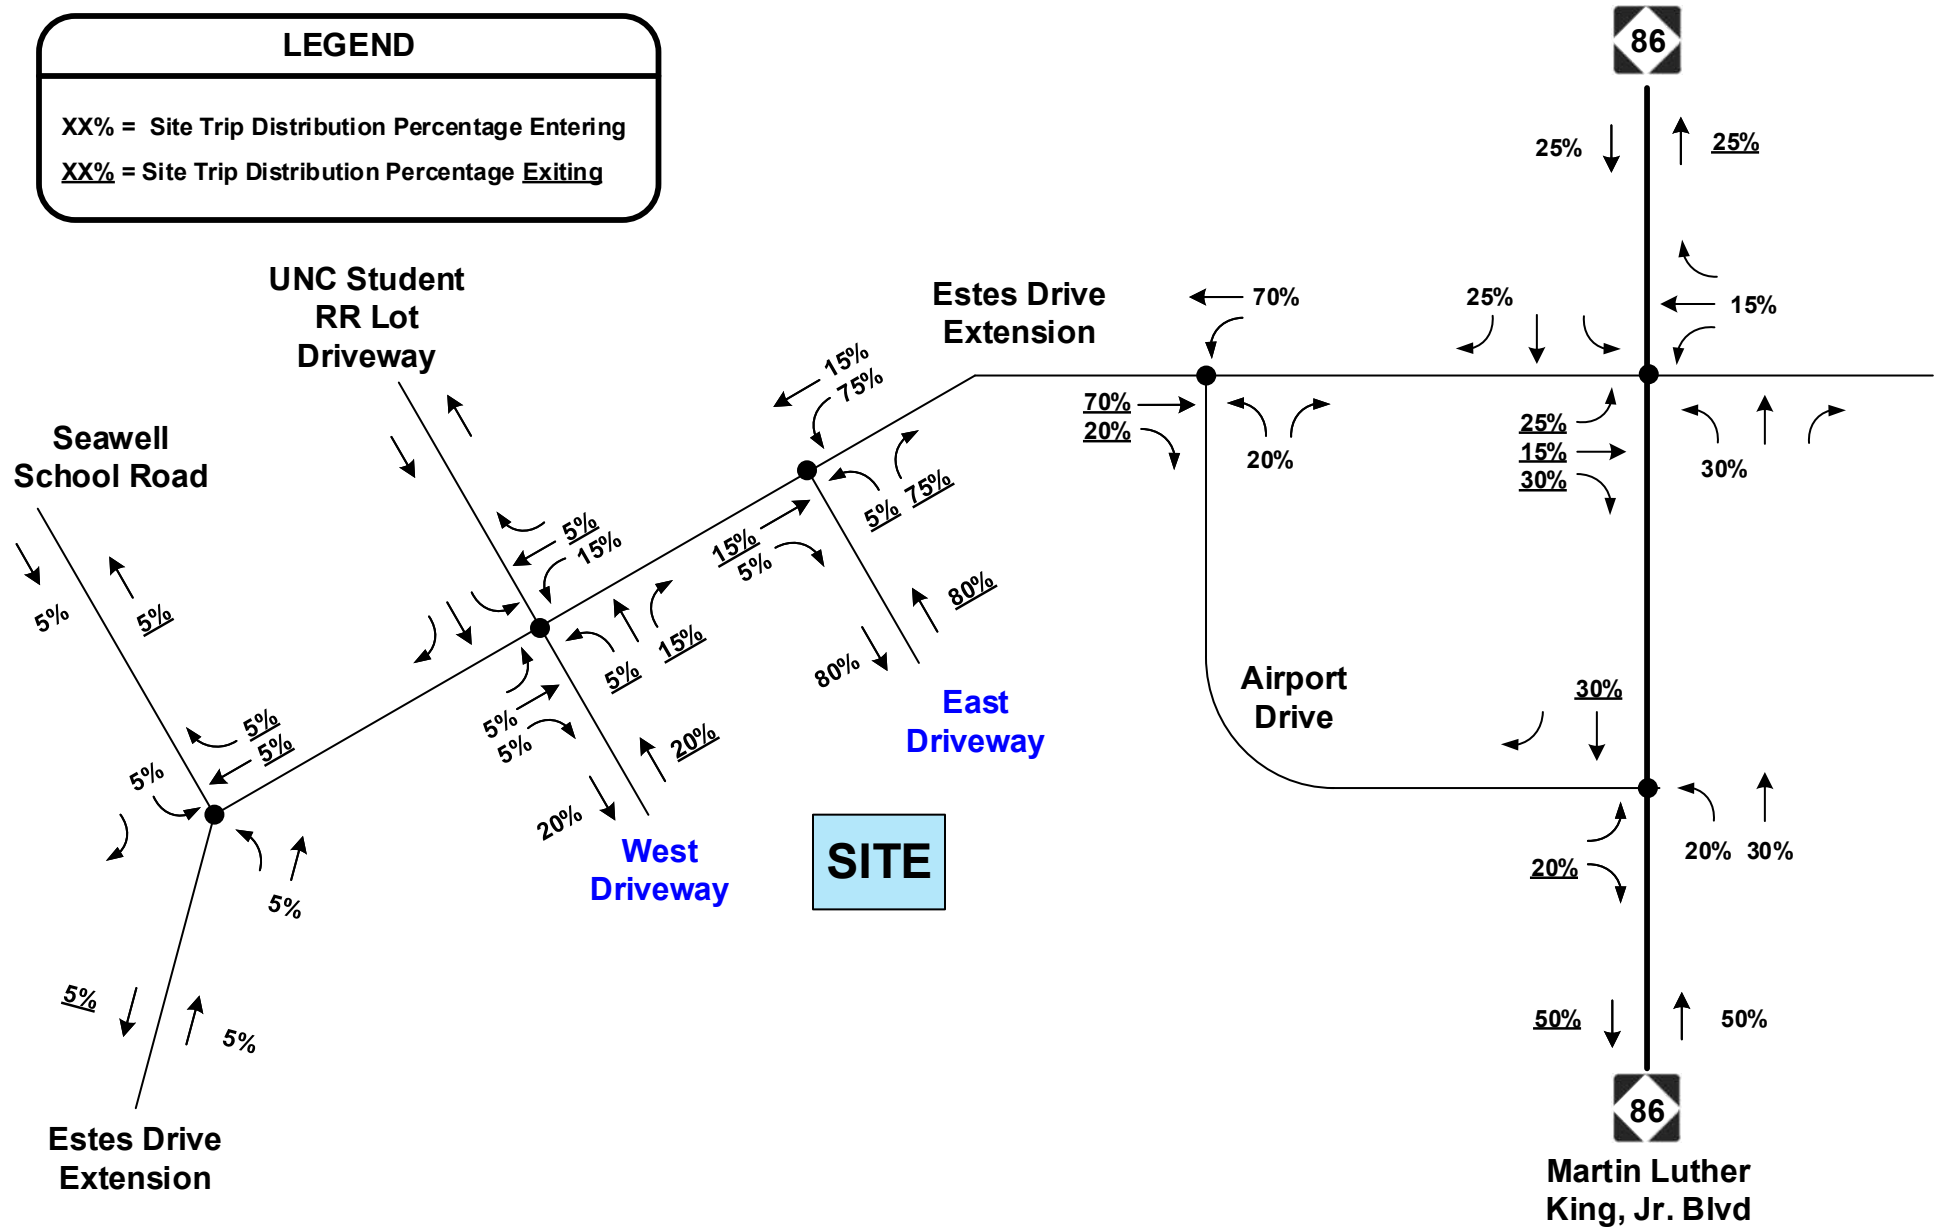 LEGEND
XX% = Site Trip Distribution Percentage Entering
XX% = Site Trip Distribution Percentage Exiting
86
25%
25%
UNC Student
RR Lot
Driveway
Estes Drive
Extension
70%
25%
15%
15%
75%
70%
20%
20%
25%
15%
30%
30%
Seawell
School Road
5%
15%
15%
5%
5%
75%
80%
80%
5%
5%
5%
15%
5%
5%
East
Driveway
Airport
Drive
30%
5%
5%
5%
20%
20%
West
Driveway
SITE
20%
20%
30%
5%
5%
5%
50%
50%
86
Estes Drive
Extension
Martin Luther
King, Jr. Blvd